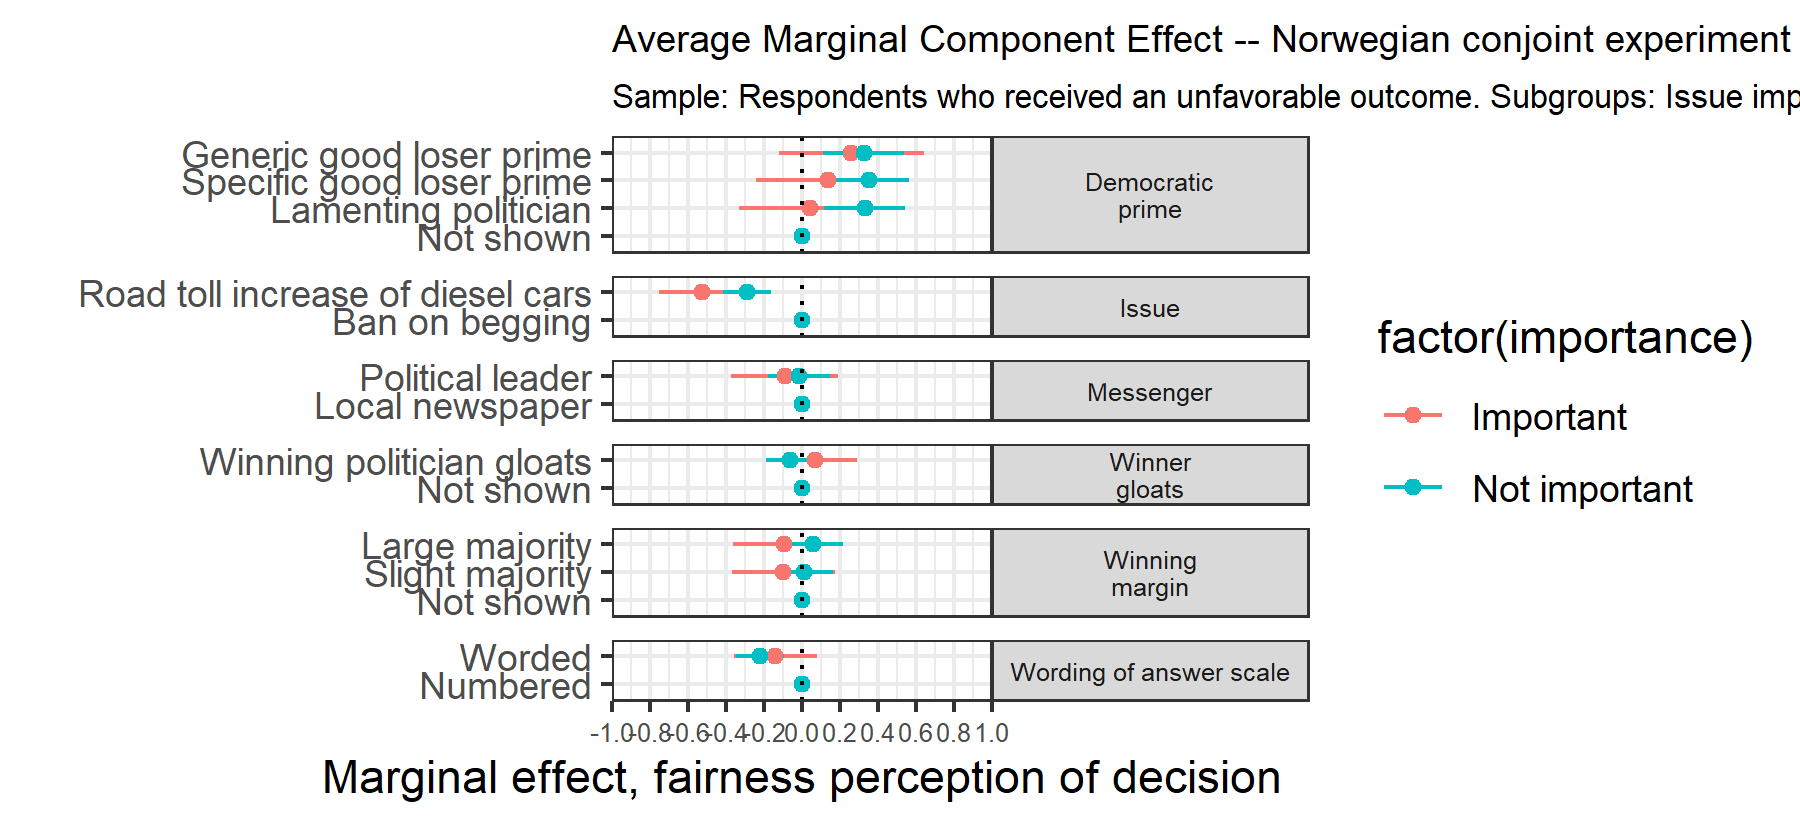 Average Marginal Component Effect -- Norwegian conjoint experiment
Sample: Respondents who received an unfavorable outcome. Subgroups: Issue imp
Generic good loser prime
Specific good loser prime
Lamenting politician
Not shown
Democratic
prime
Road toll increase of diesel cars
Ban on begging
Issue
Political leader
Local newspaper
Messenger
Winning politician gloats
Not shown
Winner
gloats
Large majority
Slight majority
Not shown
Winning
margin
Worded
Numbered
Wording of answer scale
-1.0 -0.8 -0.6 -0.4 -0.2 0.0 0.2 0.4 0.6 0.8 1.0
Marginal effect, fairness perception of decision
factor(importance)
Important
Not important